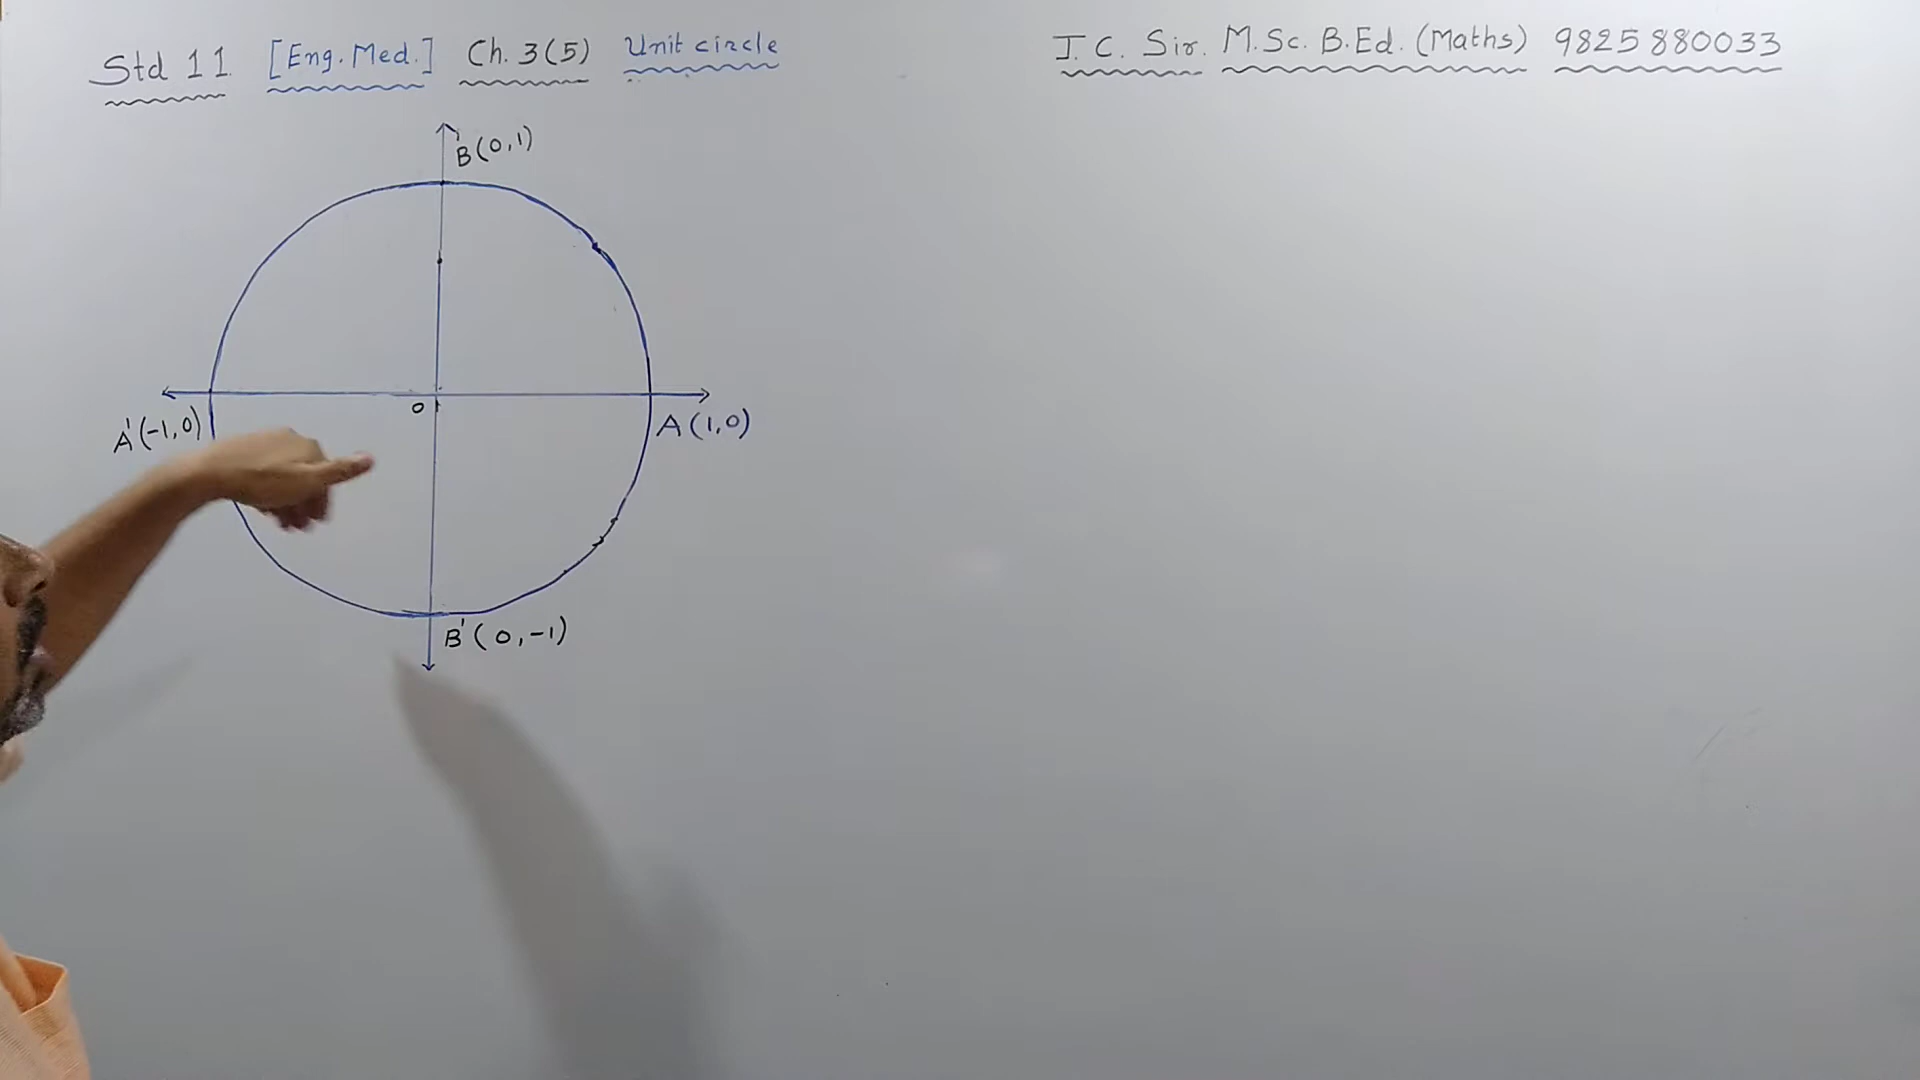 Std 11 [Eng. Med.] Ch. 3(5) Unit circle
J. C. Sir. M.Sc. B.Ed. (Maths) 9825880033
B(0,1)
O
A'(-1,0)
A(1,0)
B'(0,-1)